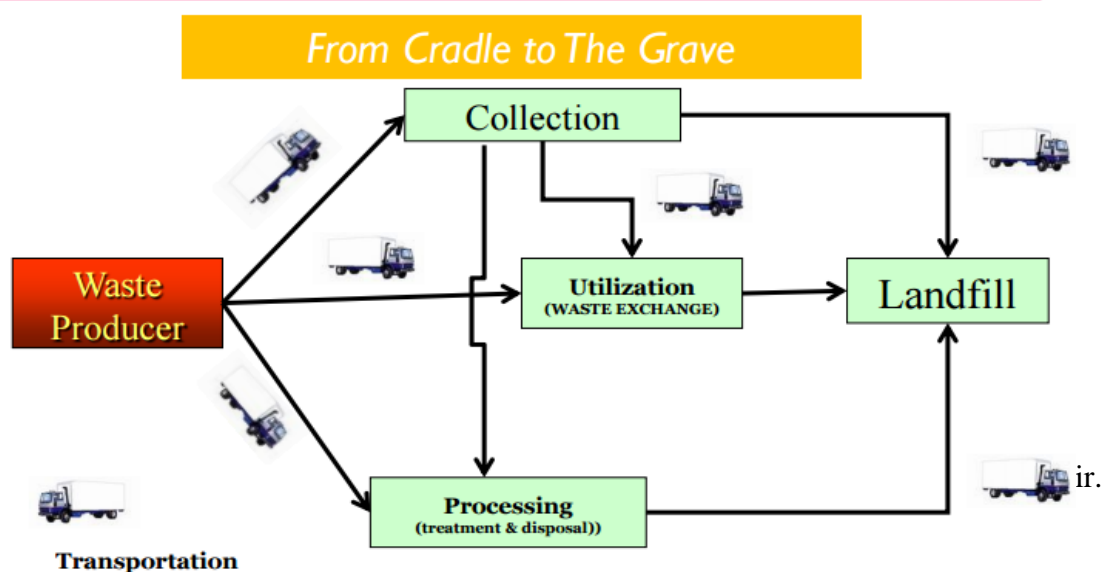 From Cradle to The Grave
Collection
Waste
Producer
Utilization
(WASTE EXCHANGE)
Landfill
Processing
(treatment & disposal))
ir.
Transportation